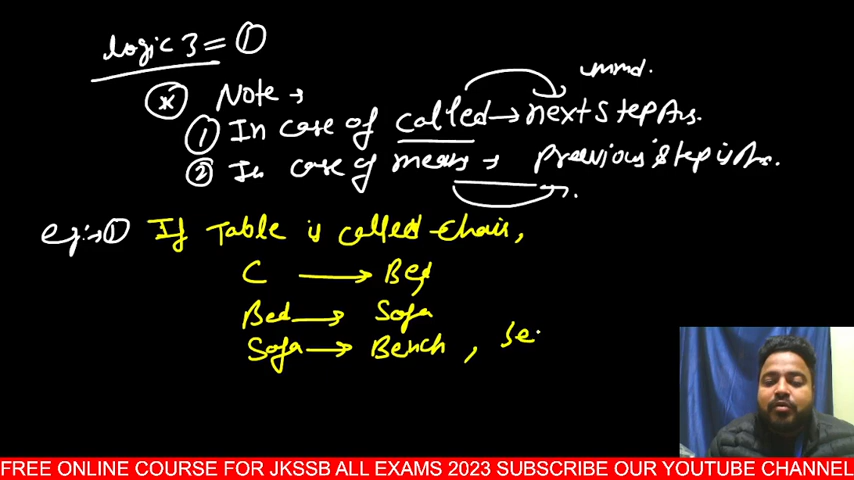 logic 3 = ①
ummd.
* Note →
① In case of called → next step Ans.
② In case of means → previous step is Ans.
eg:→ ① If Table is called Chair,
C → Bed
Bed → Sofa
Sofa → Bench, se
FREE ONLINE COURSE FOR JKSSB ALL EXAMS 2023 SUBSCRIBE OUR YOUTUBE CHANNEL